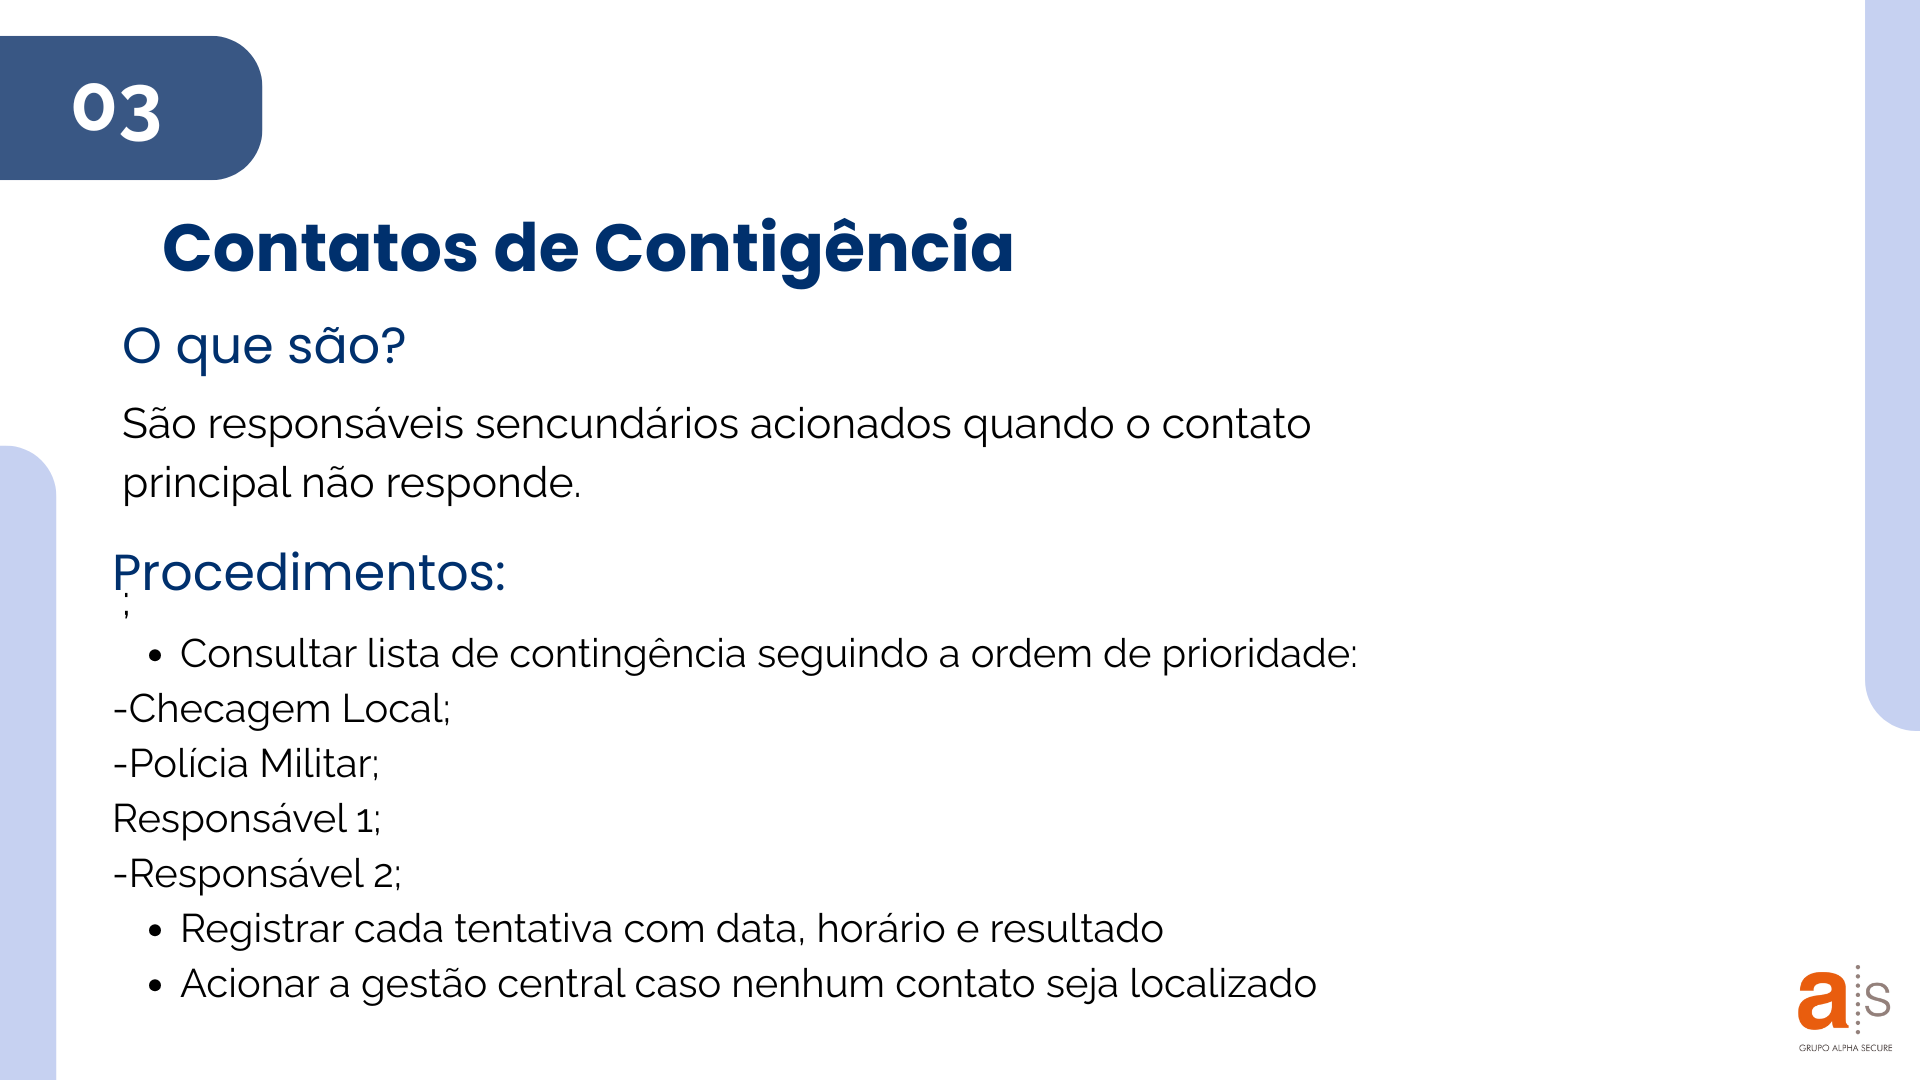 03
Contatos de Contigência
O que são?
São responsáveis sencundários acionados quando o contato
principal não responde.
Procedimentos:
;
• Consultar lista de contingência seguindo a ordem de prioridade:
-Checagem Local;
-Polícia Militar;
Responsável 1;
-Responsável 2;
• Registrar cada tentativa com data, horário e resultado
• Acionar a gestão central caso nenhum contato seja localizado
a s
GRUPO ALPHA SECURE